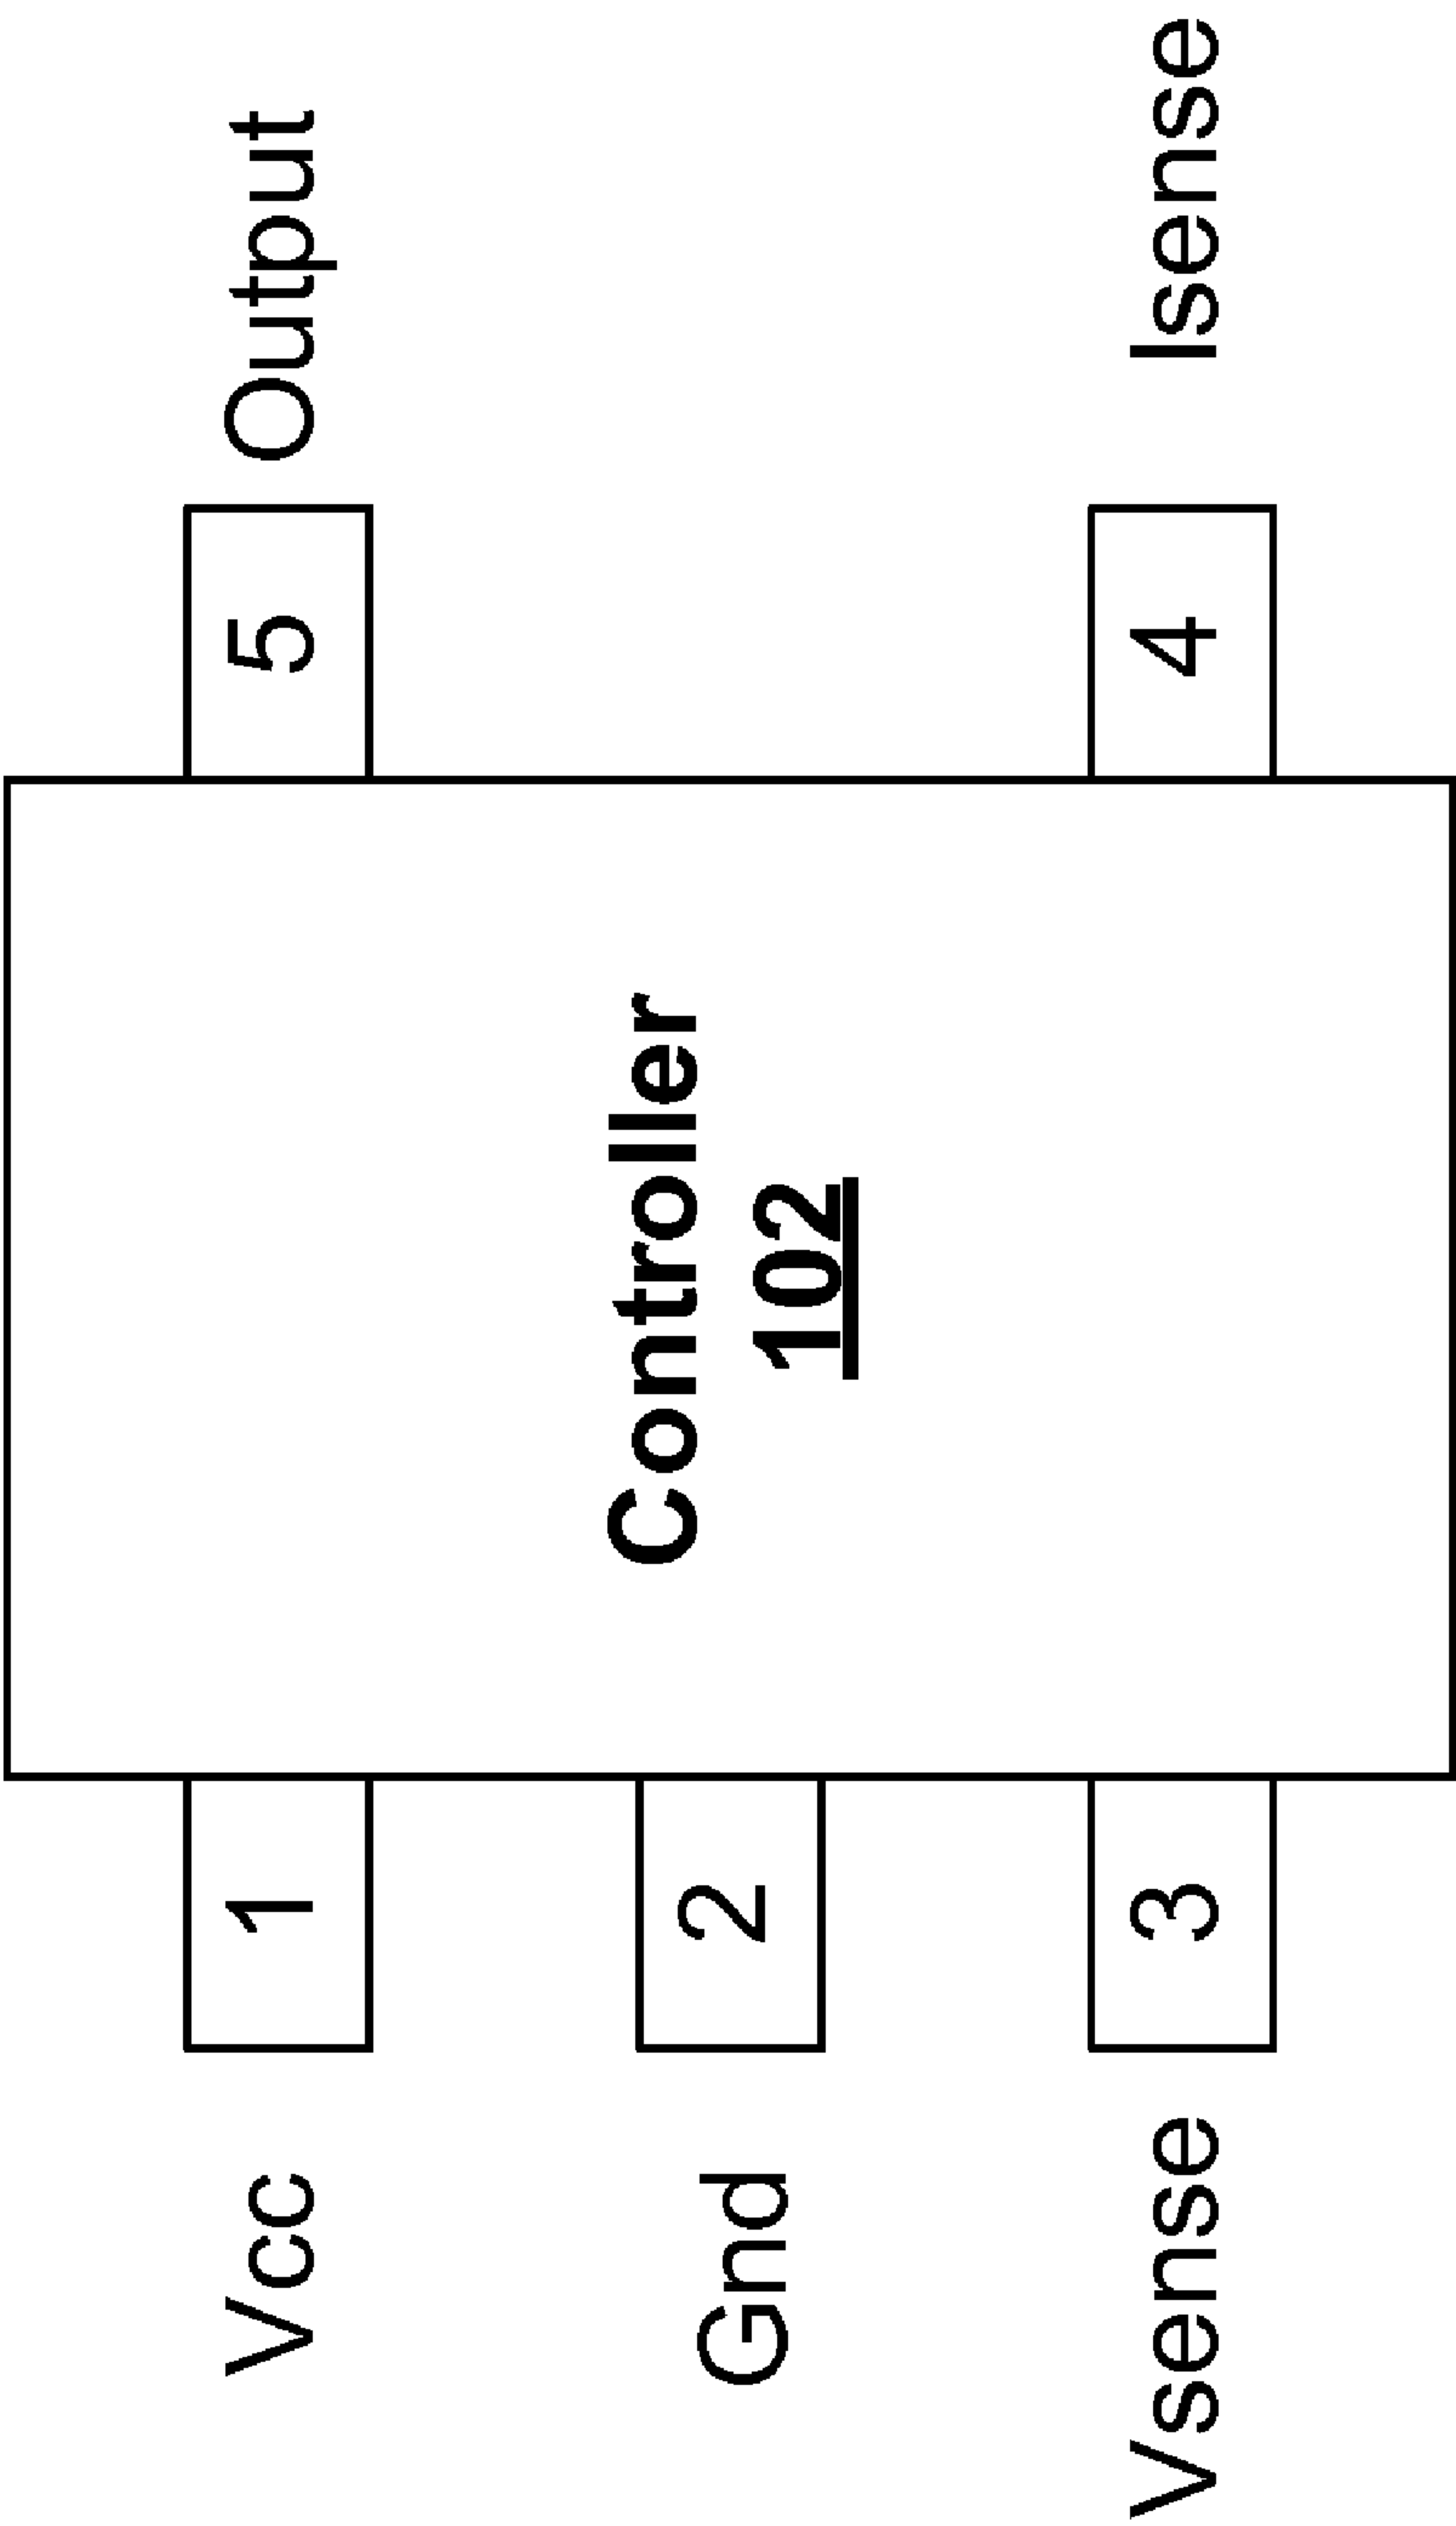 Vcc 1 5 Output
Controller
102
Gnd 2
Vsense 3 4 Isense